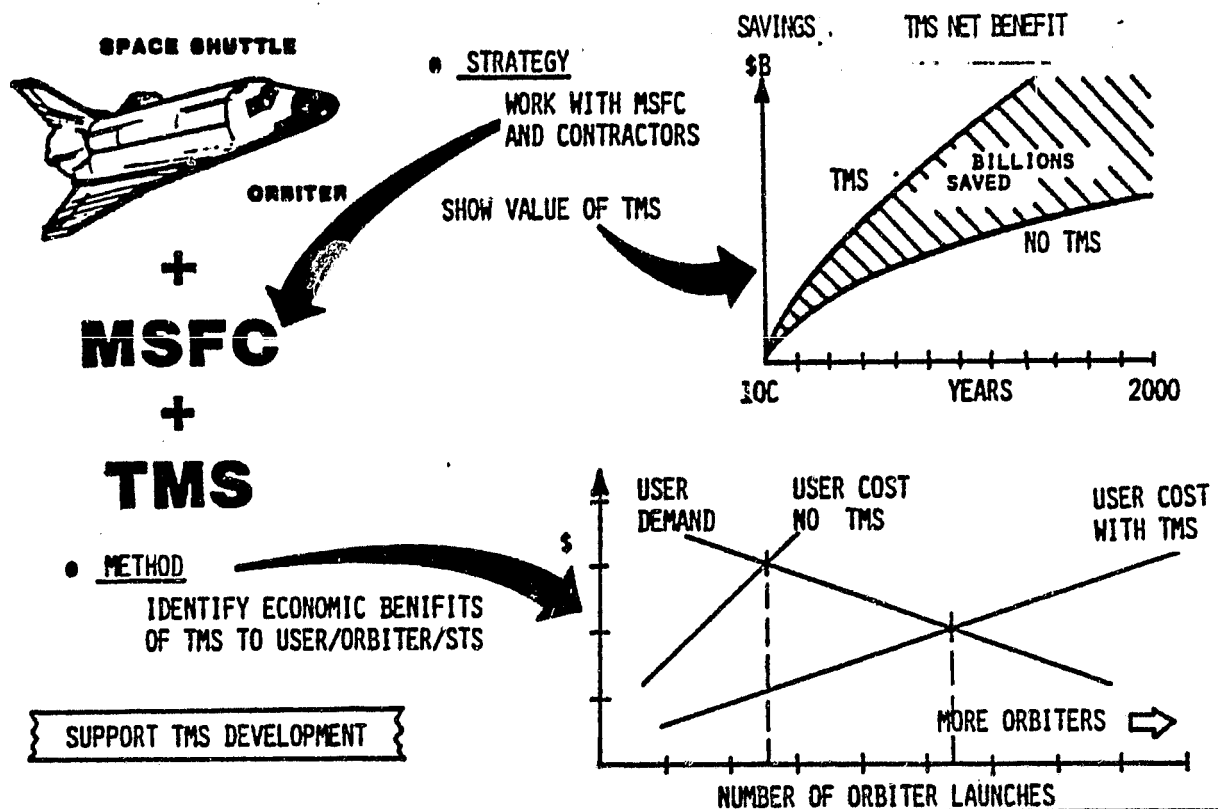 SPACE SHUTTLE
ORBITER
+
MSFC
+
TMS
• STRATEGY
WORK WITH MSFC
AND CONTRACTORS
SHOW VALUE OF TMS
SAVINGS
TMS NET BENEFIT
$B
TMS
BILLIONS
SAVED
NO TMS
IOC
YEARS
2000
• METHOD
IDENTIFY ECONOMIC BENIFITS
OF TMS TO USER/ORBITER/STS
SUPPORT TMS DEVELOPMENT
$
USER
DEMAND
USER COST
NO TMS
USER COST
WITH TMS
MORE ORBITERS
NUMBER OF ORBITER LAUNCHES